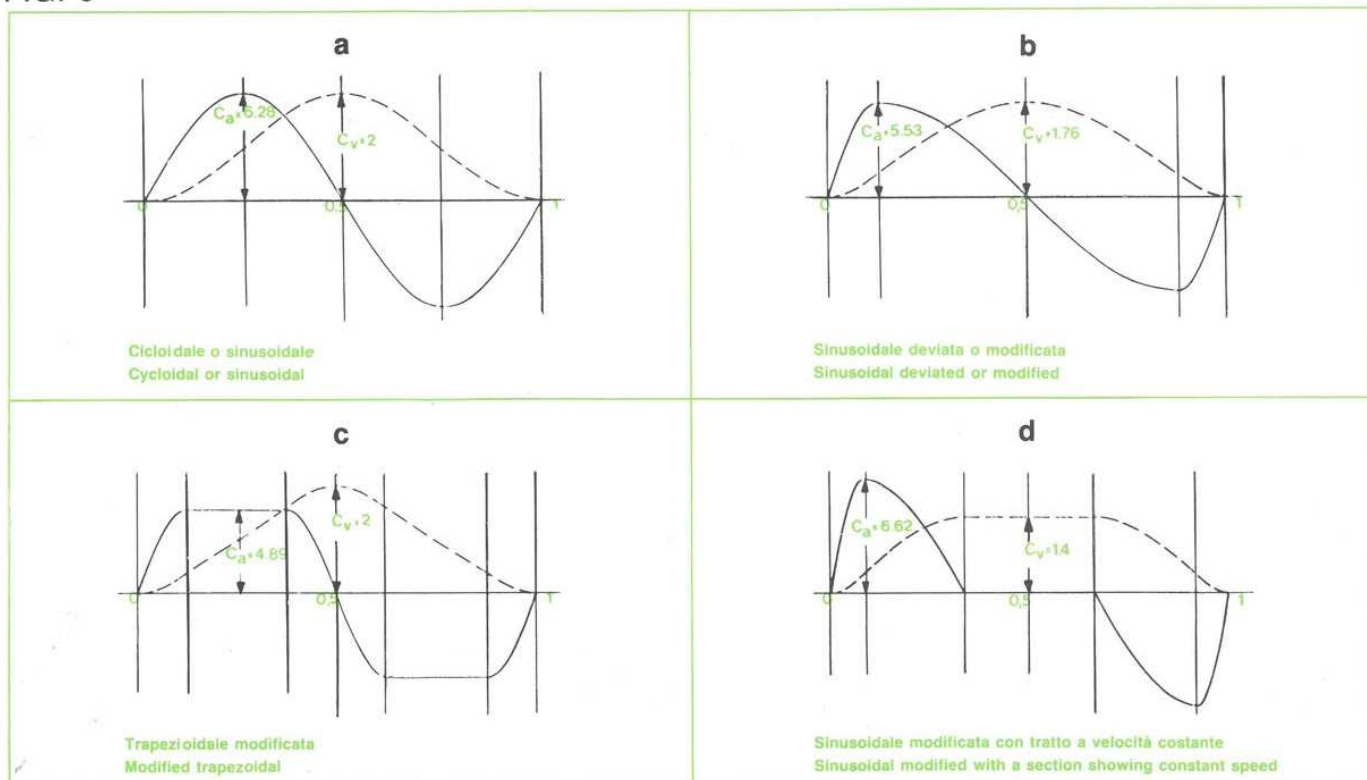 a
Ca=6.28
Cv=2
0
0.5
1
Cicloidale o sinusoidale
Cycloidal or sinusoidal
b
Ca=5.53
Cv=1.76
0
0,5
1
Sinusoidale deviata o modificata
Sinusoidal deviated or modified
c
Ca=4.89
Cv=2
0
0,5
1
Trapezioidale modificata
Modified trapezoidal
d
Ca=6.62
Cv=1.4
0
0,5
1
Sinusoidale modificata con tratto a velocità costante
Sinusoidal modified with a section showing constant speed